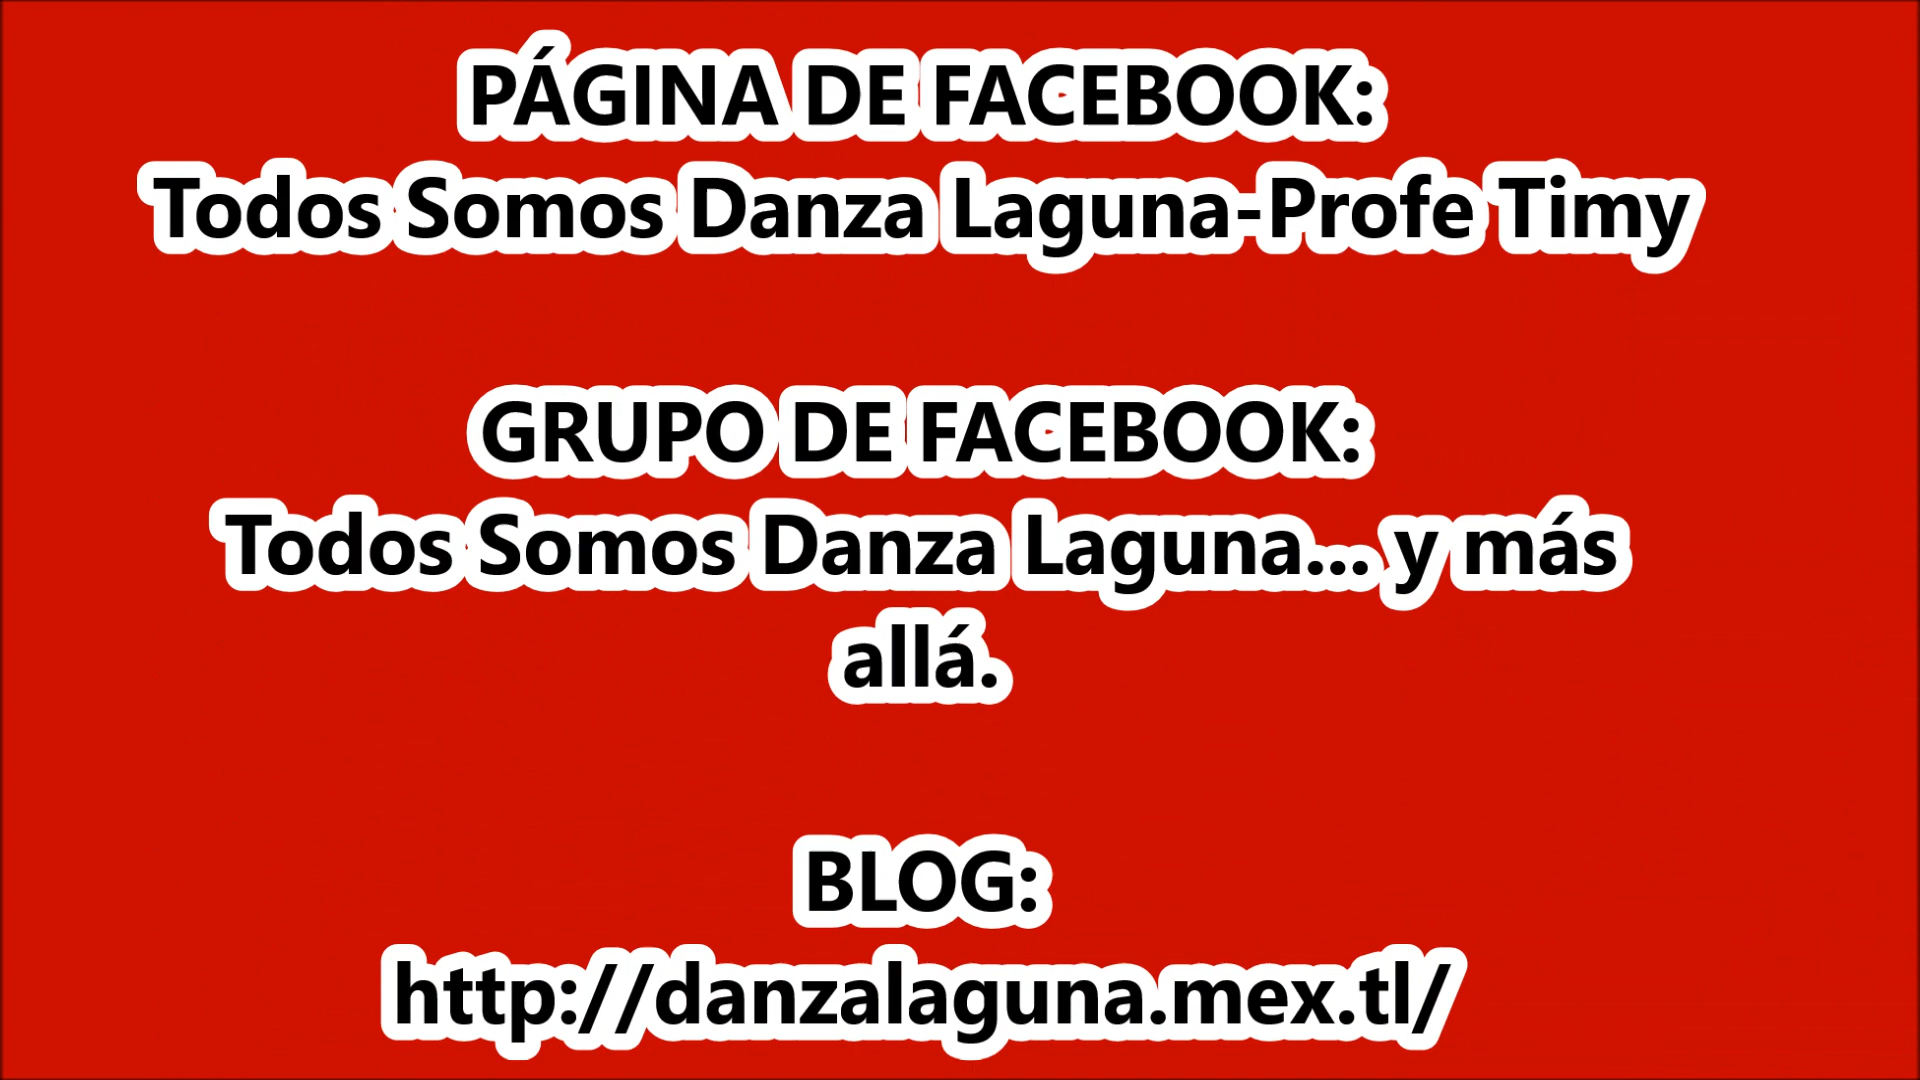 PÁGINA DE FACEBOOK:
Todos Somos Danza Laguna-Profe Timy
GRUPO DE FACEBOOK:
Todos Somos Danza Laguna... y más
allá.
BLOG:
http://danzalaguna.mex.tl/